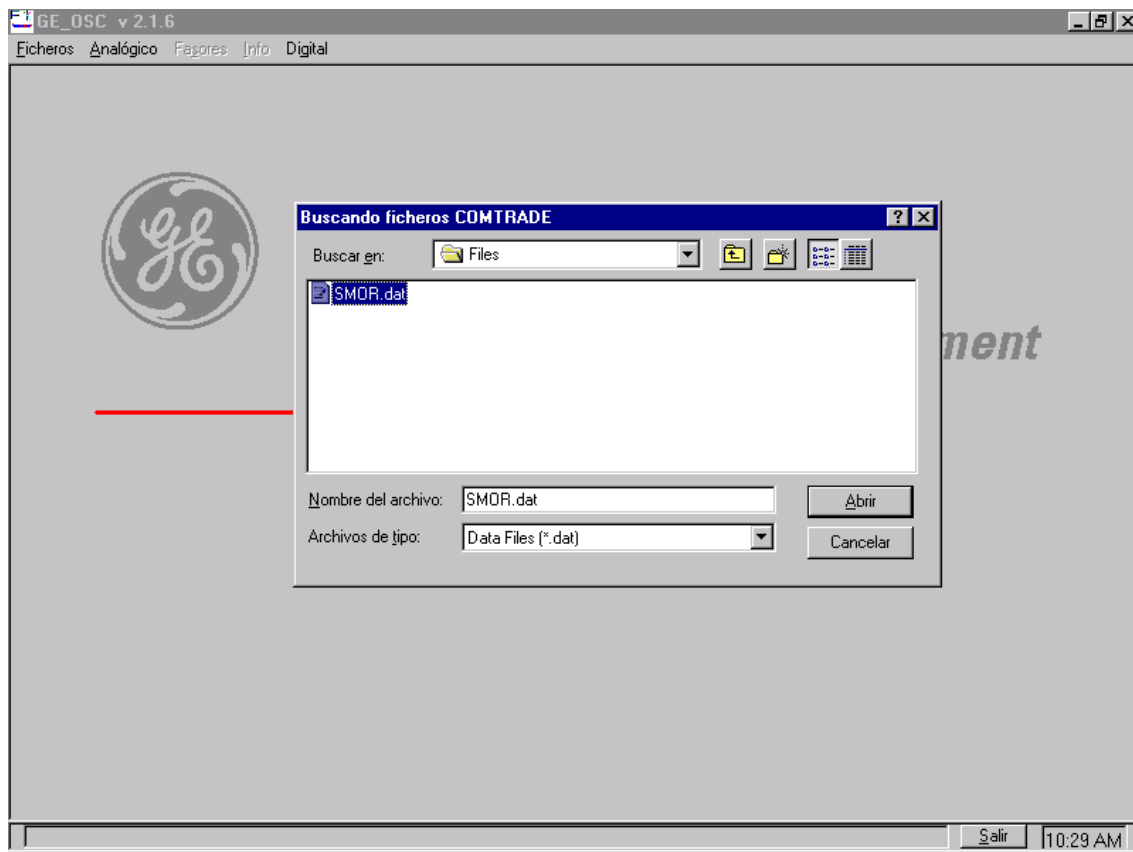 GE_OSC v 2.1.6
Ficheros Analógico Fasores Info Digital
GE
Buscando ficheros COMTRADE
Buscar en: Files
SMOR.dat
ment
Nombre del archivo: SMOR.dat Abrir
Archivos de tipo: Data Files (*.dat) Cancelar
Salir 10:29 AM